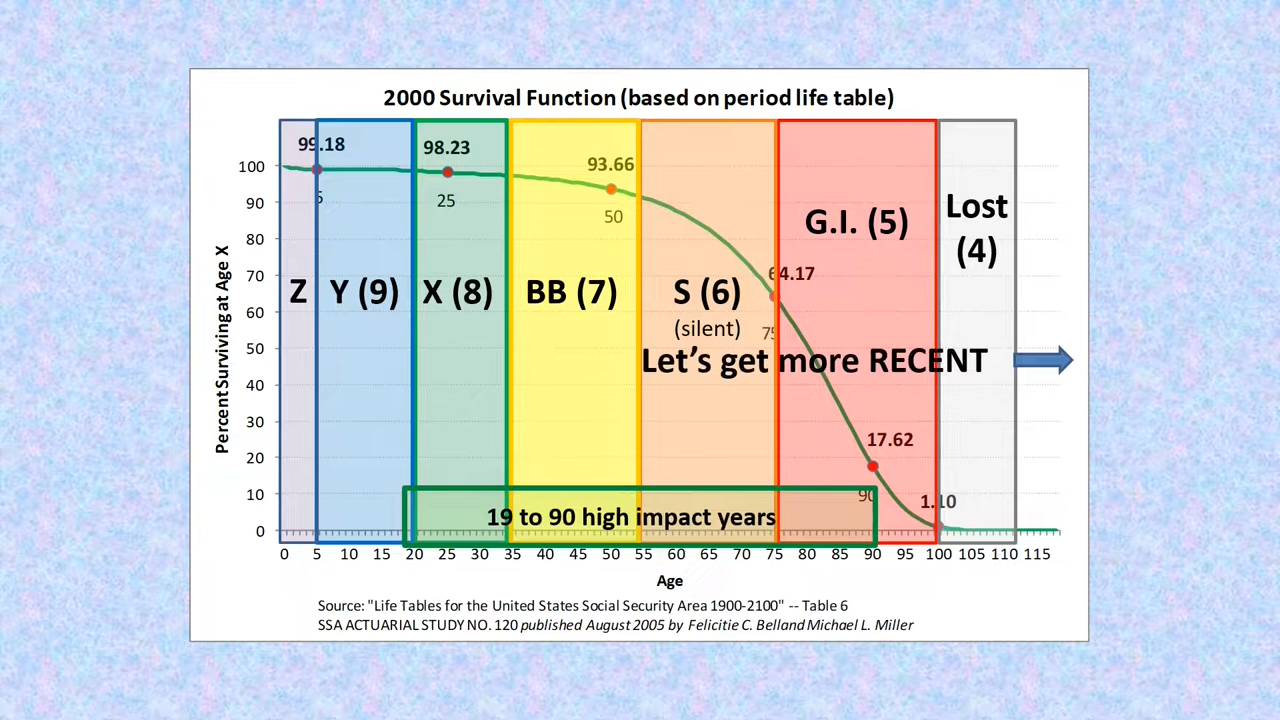 2000 Survival Function (based on period life table)
99.18
98.23
93.66
64.17
17.62
1.10
5
25
50
75
90
Z
Y (9)
X (8)
BB (7)
S (6)
(silent)
G.I. (5)
Lost
(4)
Let's get more RECENT
19 to 90 high impact years
Percent Surviving at Age X
100
90
80
70
60
50
40
30
20
10
0
0 5 10 15 20 25 30 35 40 45 50 55 60 65 70 75 80 85 90 95 100 105 110 115
Age
Source: "Life Tables for the United States Social Security Area 1900-2100" -- Table 6
SSA ACTUARIAL STUDY NO. 120 published August 2005 by Felicitie C. Belland Michael L. Miller